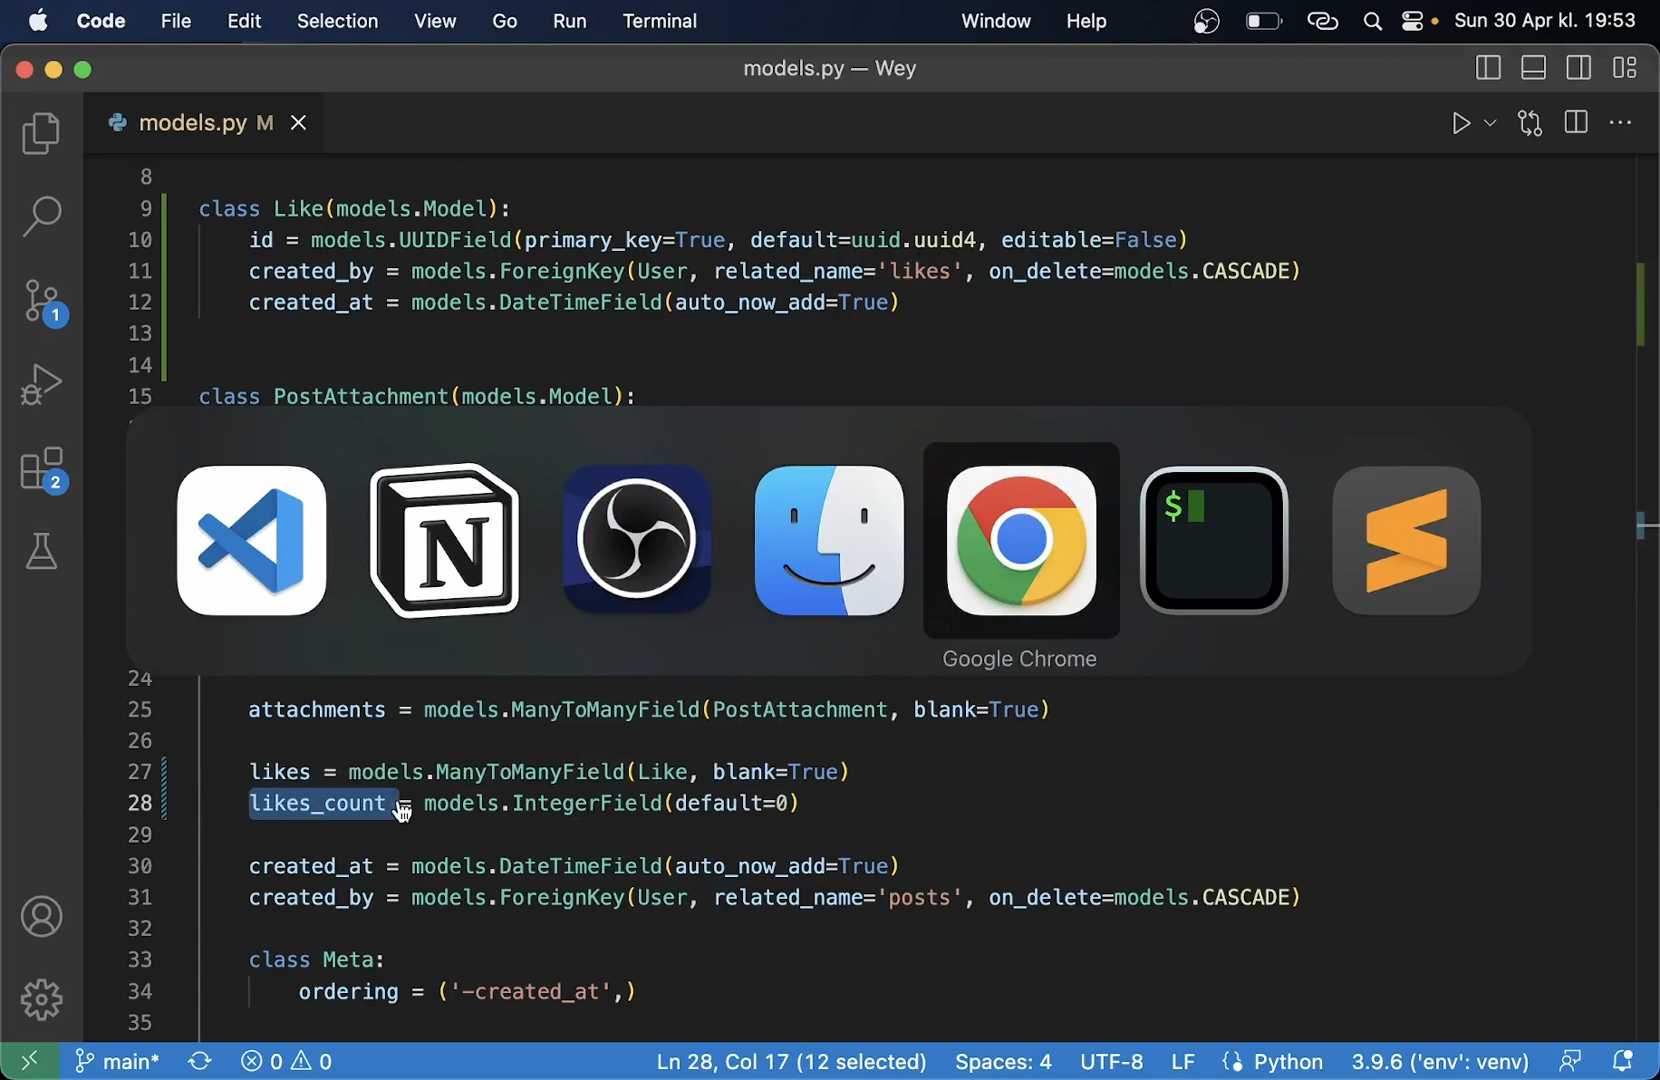 Code File Edit Selection View Go Run Terminal Window Help Sun 30 Apr kl. 19:53
models.py — Wey
models.py M
8
9 class Like(models.Model):
10 id = models.UUIDField(primary_key=True, default=uuid.uuid4, editable=False)
11 created_by = models.ForeignKey(User, related_name='likes', on_delete=models.CASCADE)
12 created_at = models.DateTimeField(auto_now_add=True)
13
14
15 class PostAttachment(models.Model):
1
2
N
$
Google Chrome
24
25 attachments = models.ManyToManyField(PostAttachment, blank=True)
26
27 likes = models.ManyToManyField(Like, blank=True)
28 likes_count = models.IntegerField(default=0)
29
30 created_at = models.DateTimeField(auto_now_add=True)
31 created_by = models.ForeignKey(User, related_name='posts', on_delete=models.CASCADE)
32
33 class Meta:
34 ordering = ('-created_at',)
35
main* 0 0 Ln 28, Col 17 (12 selected) Spaces: 4 UTF-8 LF Python 3.9.6 ('env': venv)